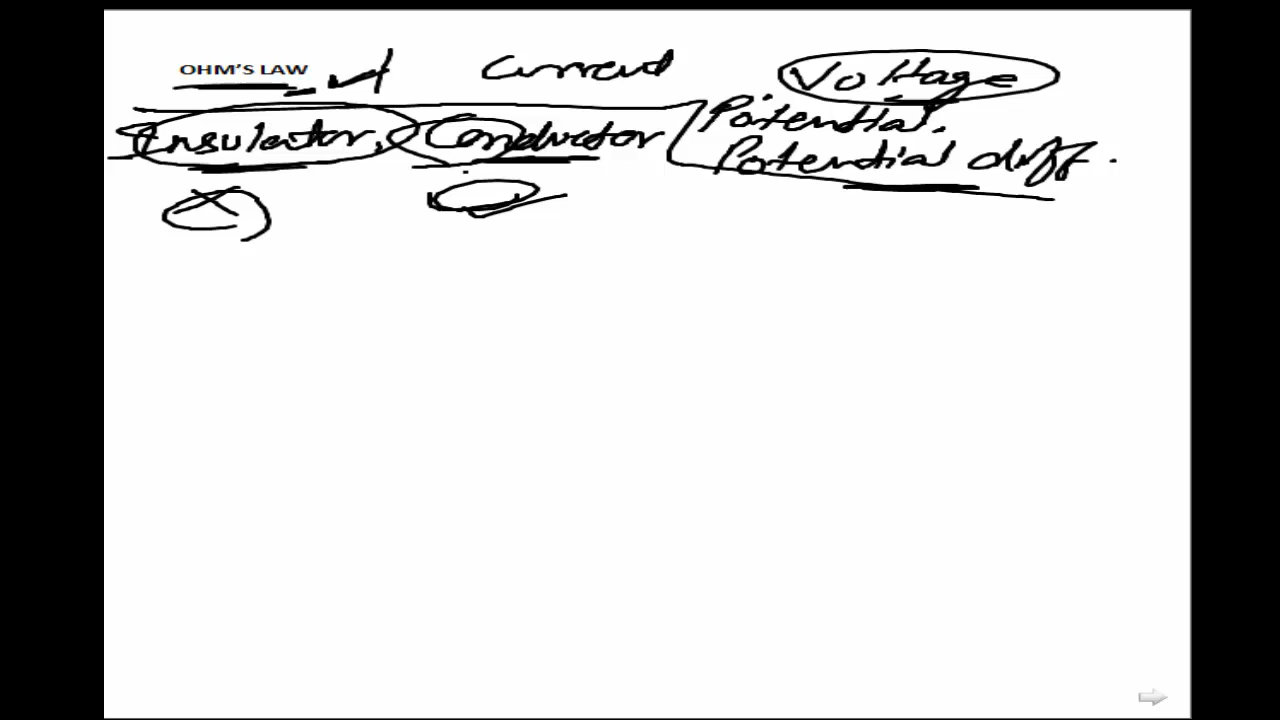 OHM'S LAW Current Voltage
Insulator, Conductor Potential.
Potential diff.